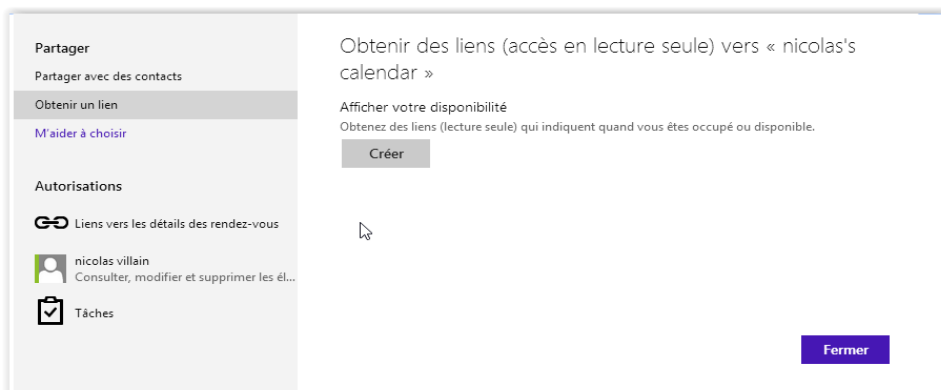 Partager
Partager avec des contacts
Obtenir un lien
M'aider à choisir
Autorisations
Liens vers les détails des rendez-vous
nicolas villain
Consulter, modifier et supprimer les él...
Tâches
Obtenir des liens (accès en lecture seule) vers « nicolas's
calendar »
Afficher votre disponibilité
Obtenez des liens (lecture seule) qui indiquent quand vous êtes occupé ou disponible.
Créer
Fermer